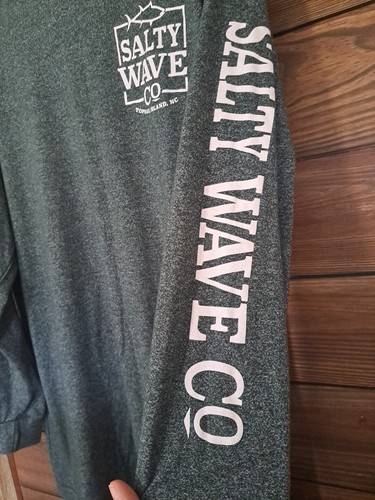 SALTY
WAVE
CO
TOPSAIL ISLAND, NC
SALTY WAVE CO